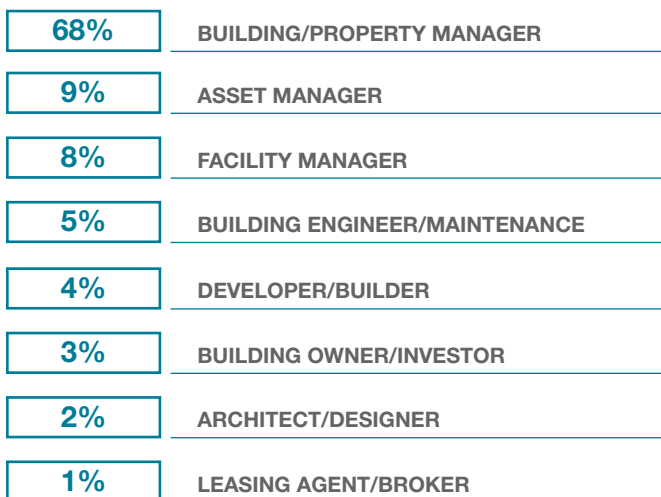 68% BUILDING/PROPERTY MANAGER
9% ASSET MANAGER
8% FACILITY MANAGER
5% BUILDING ENGINEER/MAINTENANCE
4% DEVELOPER/BUILDER
3% BUILDING OWNER/INVESTOR
2% ARCHITECT/DESIGNER
1% LEASING AGENT/BROKER